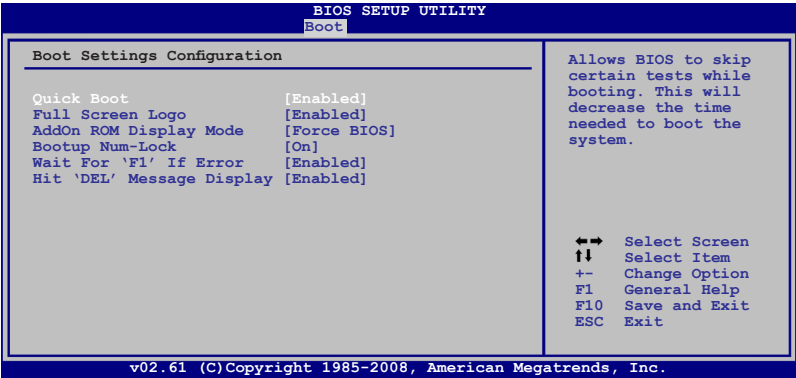 BIOS SETUP UTILITY
Boot
Boot Settings Configuration
Quick Boot [Enabled]
Full Screen Logo [Enabled]
AddOn ROM Display Mode [Force BIOS]
Bootup Num-Lock [On]
Wait For ‘F1’ If Error [Enabled]
Hit ‘DEL’ Message Display [Enabled]
Allows BIOS to skip
certain tests while
booting. This will
decrease the time
needed to boot the
system.
←→ Select Screen
↑↓ Select Item
+- Change Option
F1 General Help
F10 Save and Exit
ESC Exit
v02.61 (C)Copyright 1985-2008, American Megatrends, Inc.